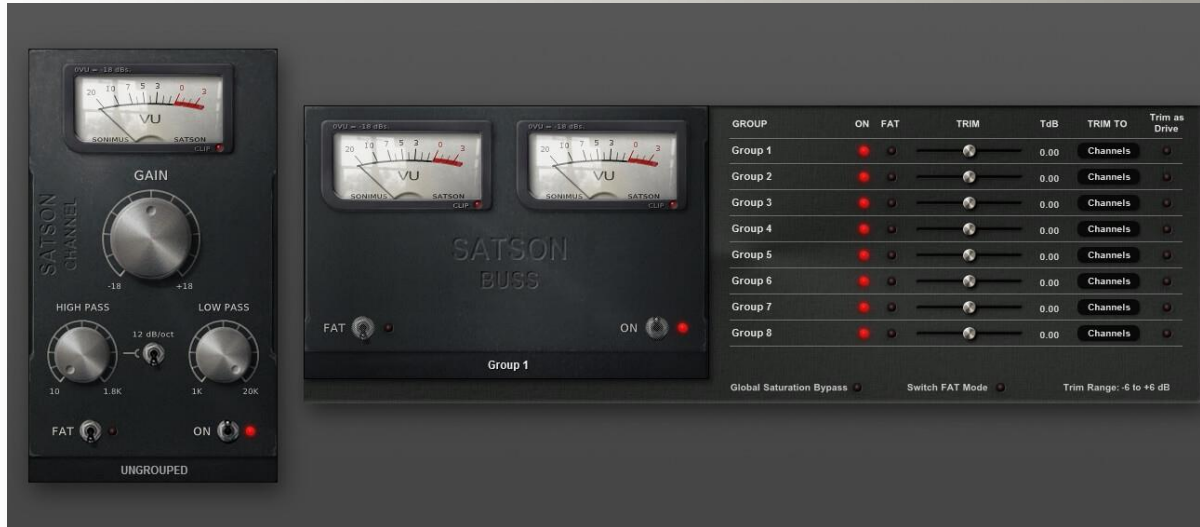 0VU = -18 dBs.
20 10 7 5 3 0 3
VU
SONIMUS SATSON
CLIP
GAIN
SATSON
CHANNEL
-18 +18
HIGH PASS LOW PASS
12 dB/oct
10 1.8K 1K 20K
FAT ON
UNGROUPED
0VU = -18 dBs. 0VU = -18 dBs.
20 10 7 5 3 0 3 20 10 7 5 3 0 3
VU VU
SONIMUS SATSON SONIMUS SATSON
CLIP CLIP
SATSON
BUSS
FAT ON
Group 1
GROUP ON FAT TRIM TdB TRIM TO Trim as Drive
Group 1 0.00 Channels
Group 2 0.00 Channels
Group 3 0.00 Channels
Group 4 0.00 Channels
Group 5 0.00 Channels
Group 6 0.00 Channels
Group 7 0.00 Channels
Group 8 0.00 Channels
Global Saturation Bypass Switch FAT Mode Trim Range: -6 to +6 dB